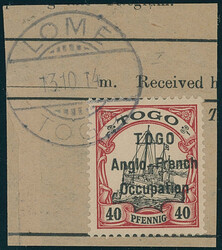 LOME
13.10.14
TOGO
m. Received h
TOGO
TOGO
Anglo-French
Occupation
40 PFENNIG 40